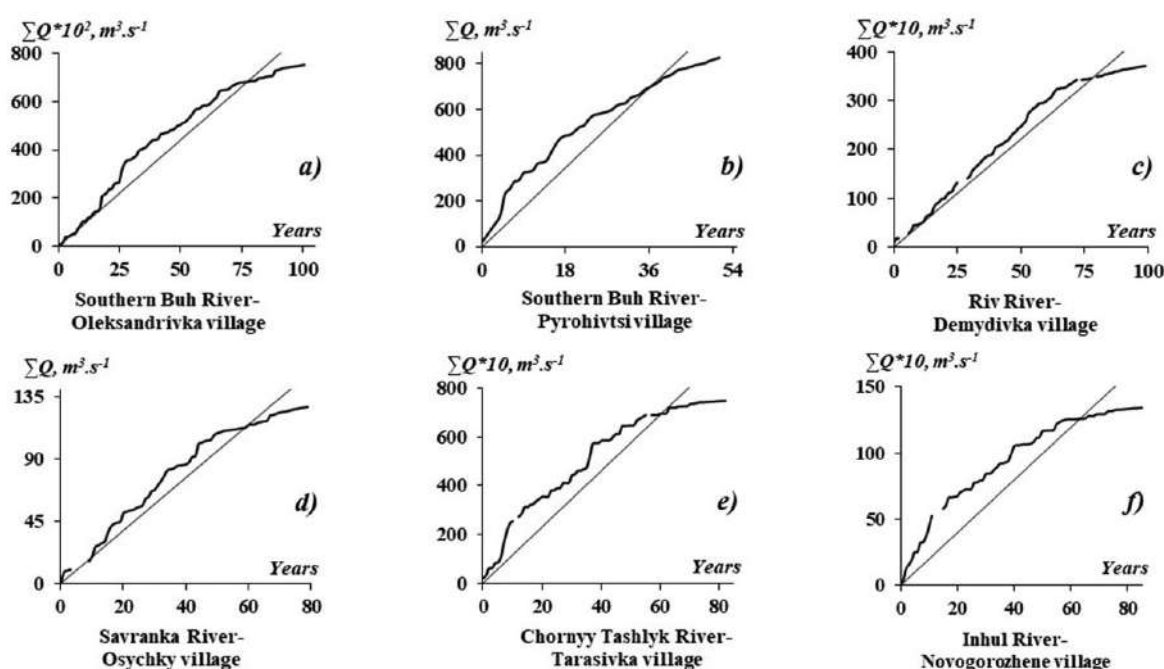 ∑Q*10², m³.s⁻¹
800
600
400
200
0
0
25
50
75
100
a)
Years
Southern Buh River-
Oleksandrivka village
∑Q, m³.s⁻¹
800
600
400
200
0
0
18
36
54
b)
Years
Southern Buh River-
Pyrohivtsi village
∑Q*10, m³.s⁻¹
400
300
200
100
0
0
25
50
75
100
c)
Years
Riv River-
Demydivka village
∑Q, m³.s⁻¹
135
90
45
0
0
20
40
60
80
d)
Years
Savranka River-
Osychky village
∑Q*10, m³.s⁻¹
800
600
400
200
0
0
20
40
60
80
e)
Years
Chornyy Tashlyk River-
Tarasivka village
∑Q*10, m³.s⁻¹
150
100
50
0
0
20
40
60
80
f)
Years
Inhul River-
Novogorozhene village